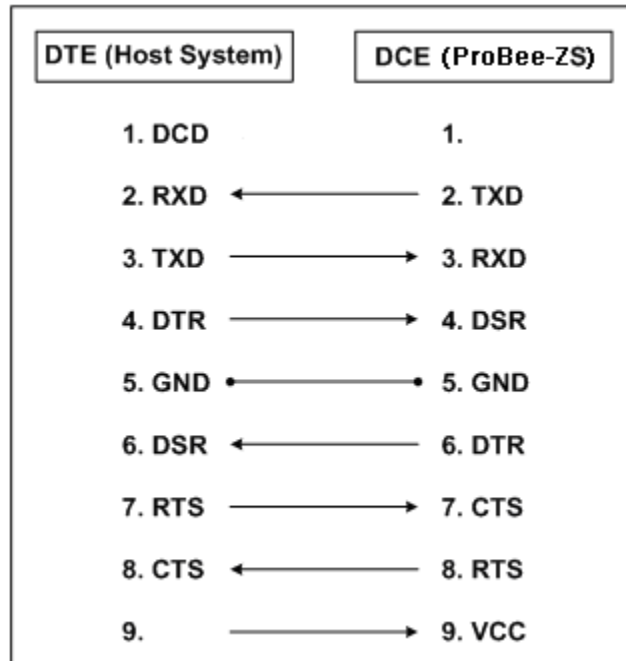 DTE (Host System) DCE (ProBee-ZS)
1. DCD 1.
2. RXD 2. TXD
3. TXD 3. RXD
4. DTR 4. DSR
5. GND 5. GND
6. DSR 6. DTR
7. RTS 7. CTS
8. CTS 8. RTS
9. 9. VCC